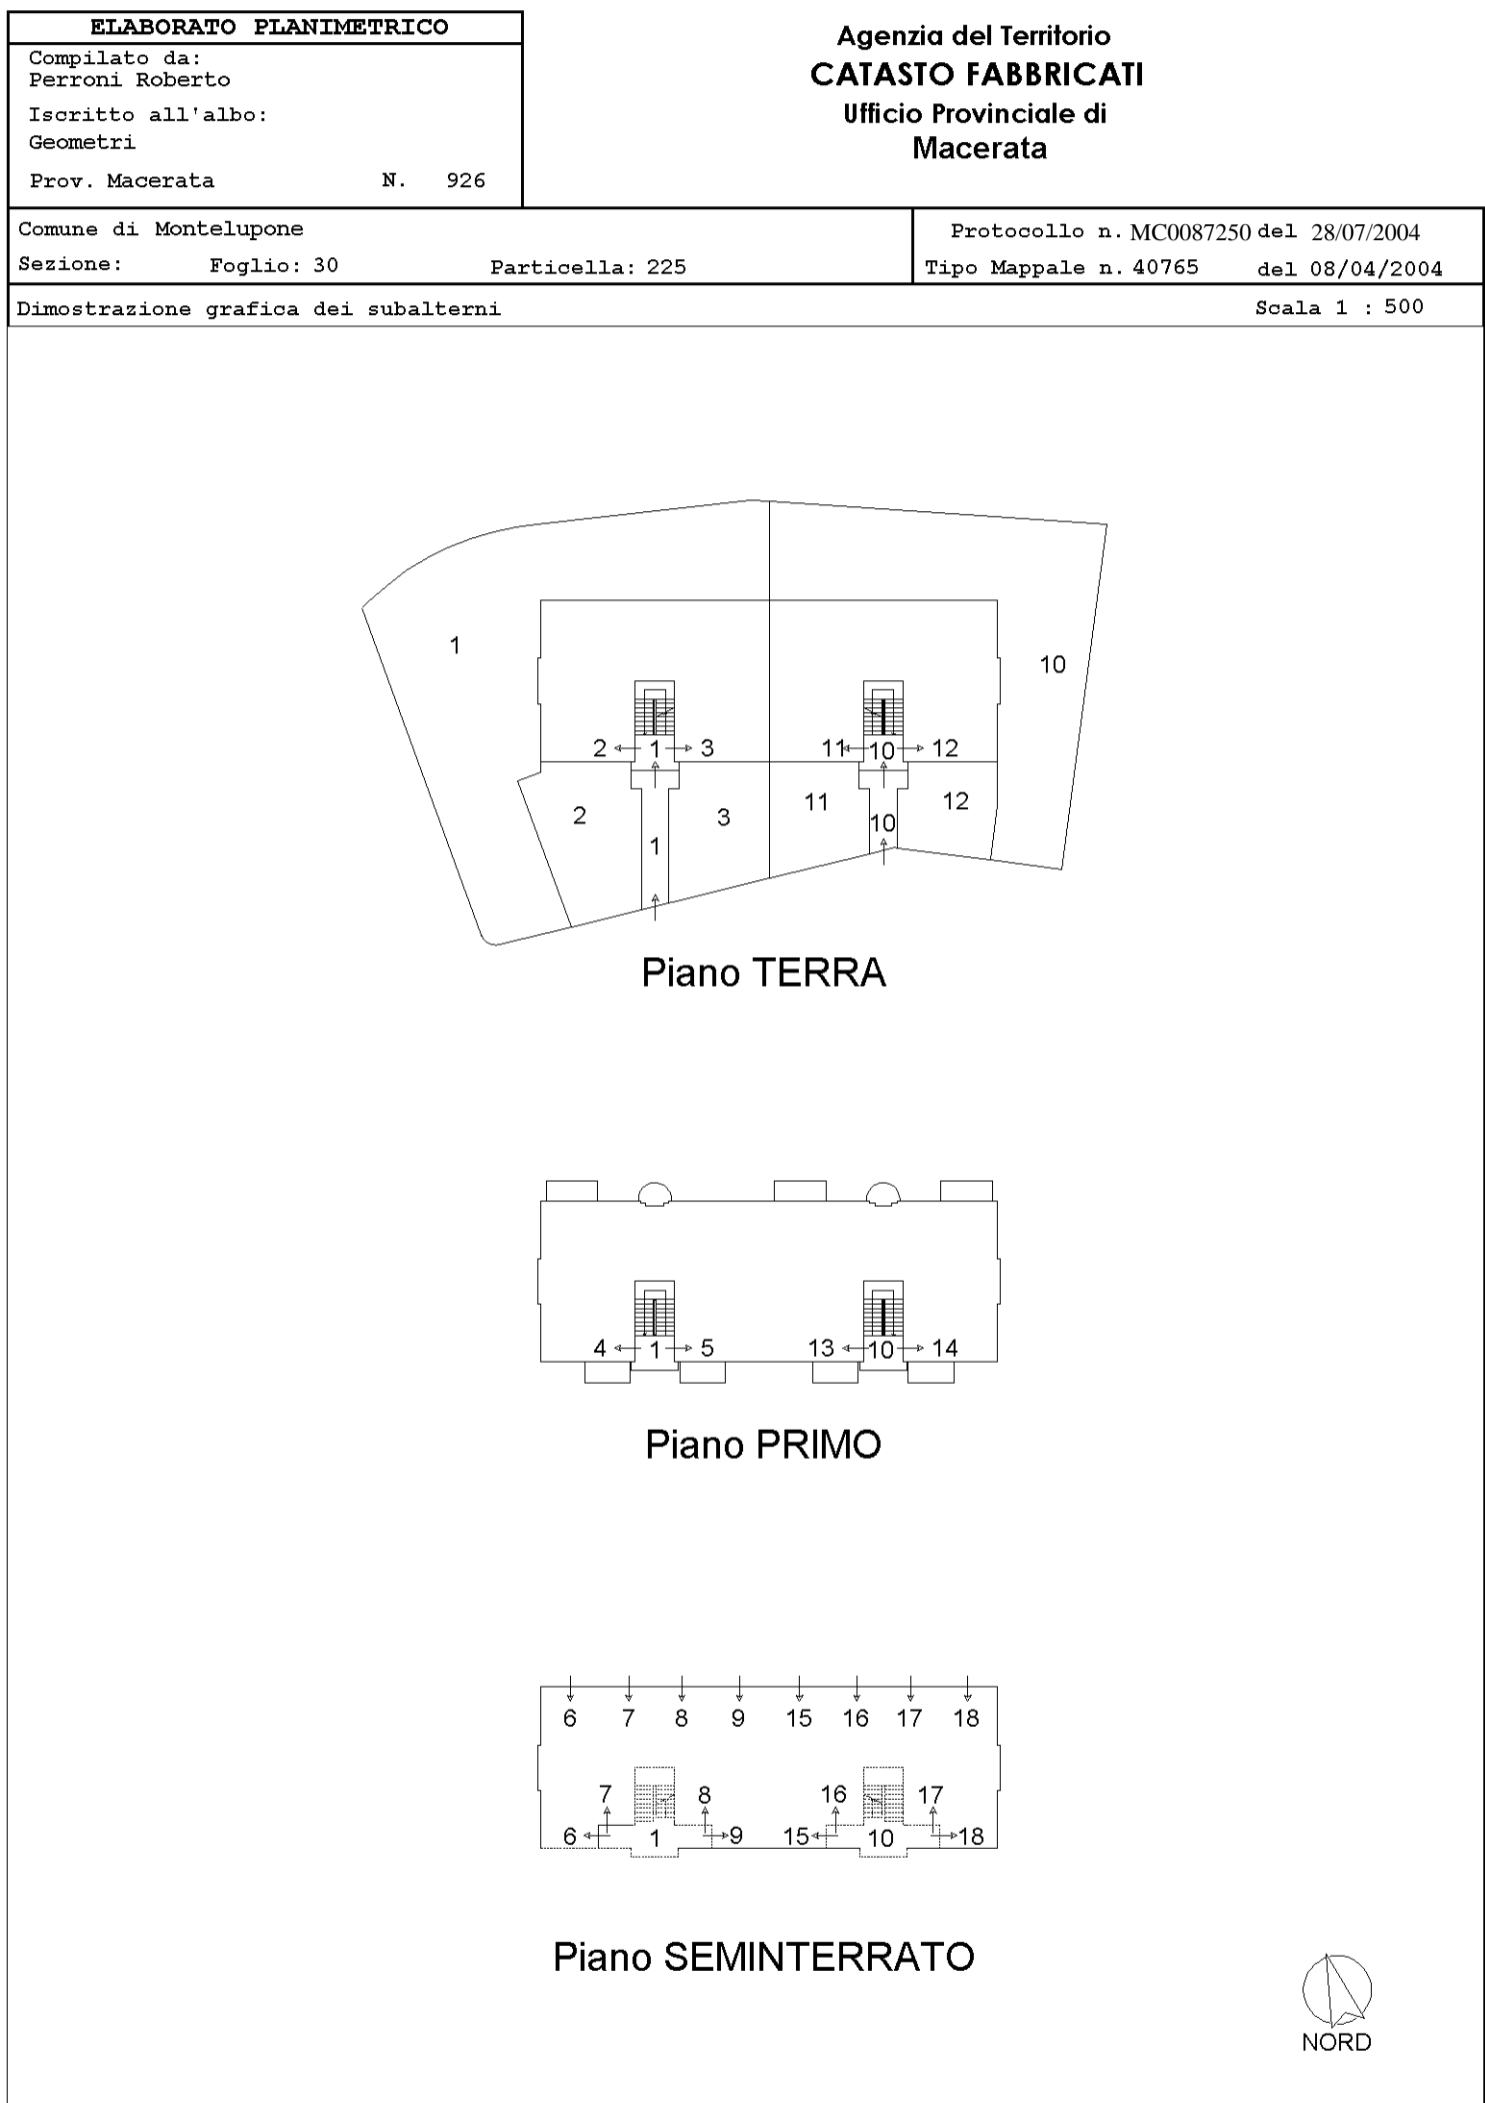 ELABORATO PLANIMETRICO
Compilato da:
Perroni Roberto
Iscritto all'albo:
Geometri
Prov. Macerata N. 926
Agenzia del Territorio
CATASTO FABBRICATI
Ufficio Provinciale di
Macerata
Comune di Montelupone
Sezione: Foglio: 30 Particella: 225
Protocollo n. MC0087250 del 28/07/2004
Tipo Mappale n. 40765 del 08/04/2004
Dimostrazione grafica dei subalterni Scala 1 : 500
1 10
2 1 3 11 10 12
2 3 11 12
1 10
Piano TERRA
4 1 5 13 10 14
Piano PRIMO
6 7 8 9 15 16 17 18
7 8 16 17
6 1 9 15 10 18
Piano SEMINTERRATO
NORD